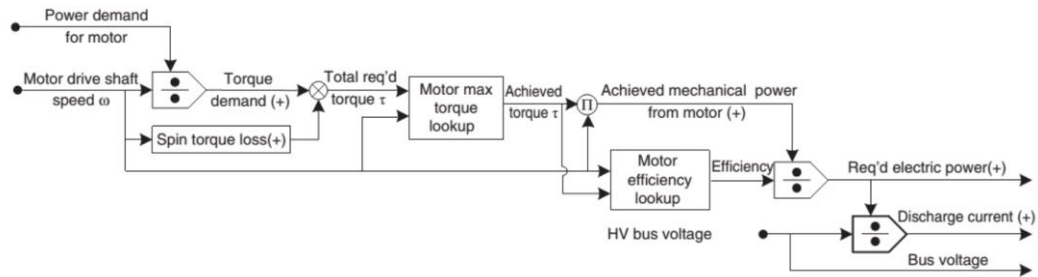 Power demand
for motor
Motor drive shaft
speed ω
Torque
demand (+)
Total req'd
torque τ
Spin torque loss(+)
Motor max
torque
lookup
Achieved
torque τ
Π
Achieved mechanical power
from motor (+)
Motor
efficiency
lookup
Efficiency
Req'd electric power(+)
HV bus voltage
Discharge current (+)
Bus voltage